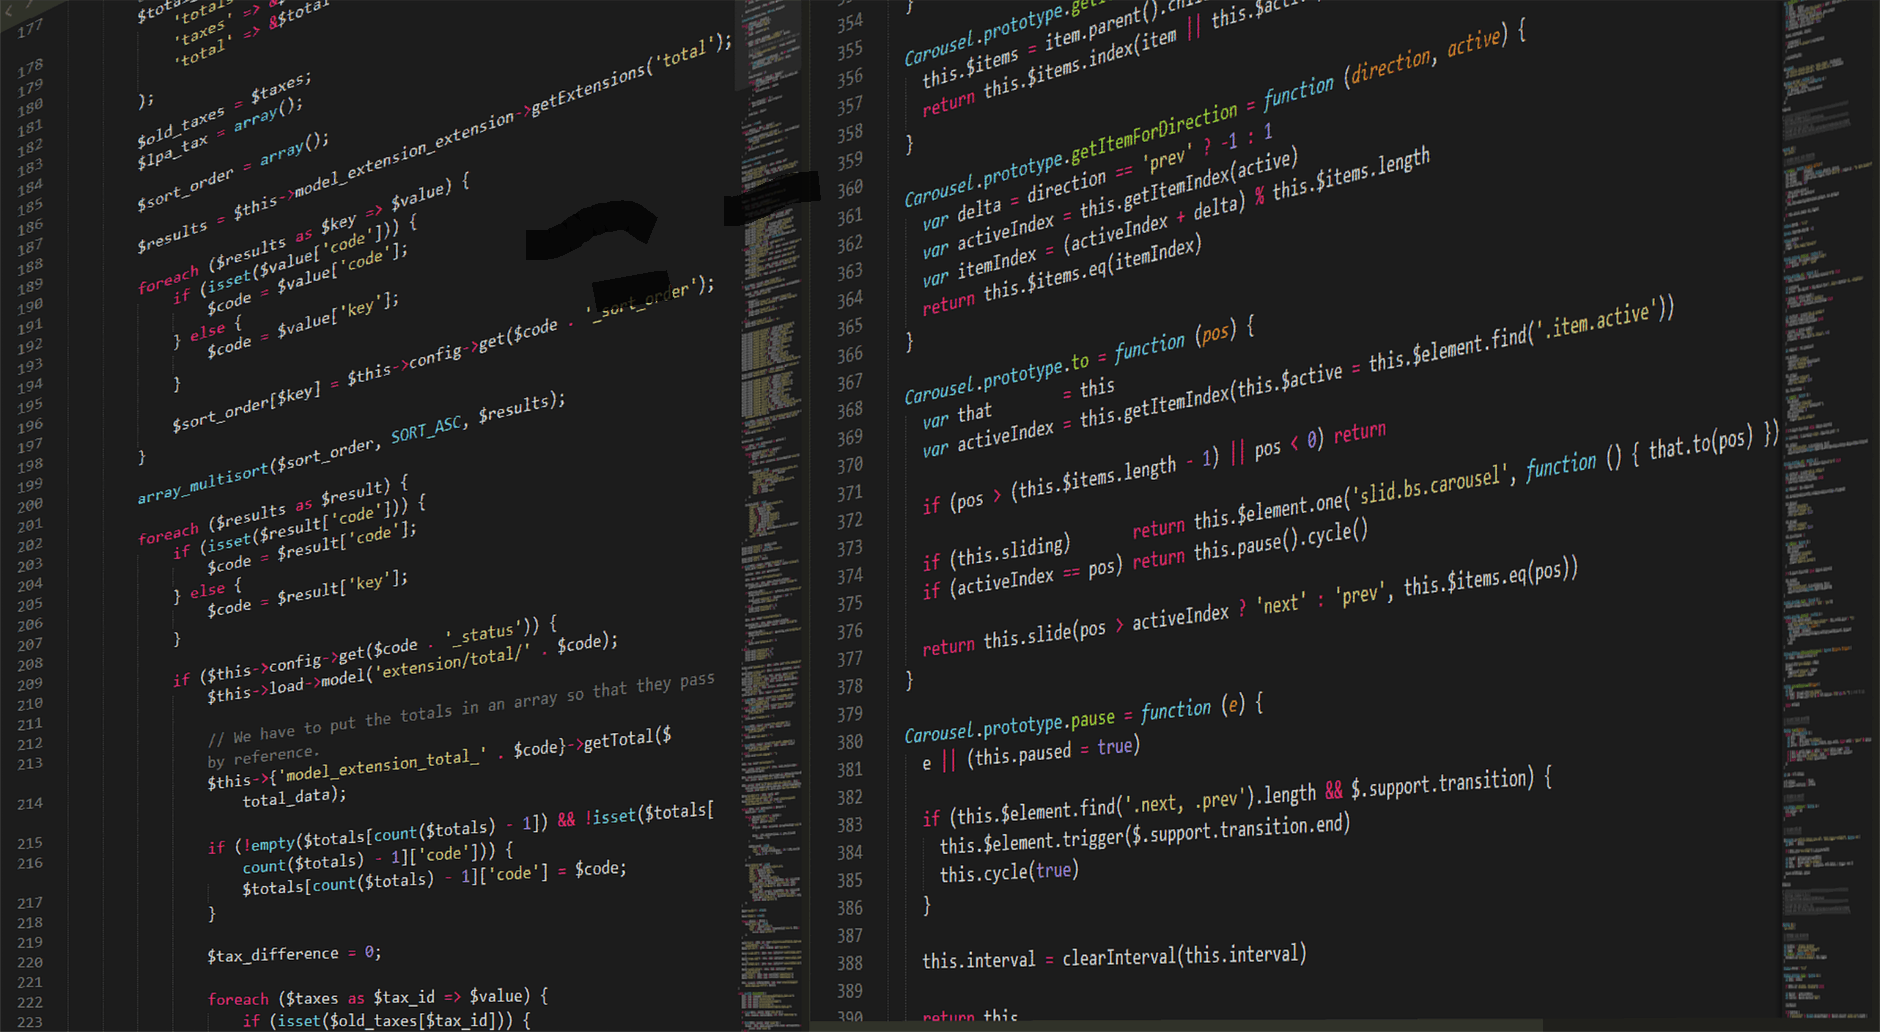 177
178
179
180
181
182
183
184
185
186
187
188
189
190
191
192
193
194
195
196
197
198
199
200
201
202
203
204
205
206
207
208
209
210
211
212
213
214
215
216
217
218
219
220
221
222
223
'totals'
'taxes' => &
'total' => &$total
);
$old_taxes = $taxes;
$lpa_tax = array();
$sort_order = array();
$results = $this->model_extension_extension->getExtensions('total');
foreach ($results as $key => $value) {
if (isset($value['code'])) {
$code = $value['code'];
} else {
$code = $value['key'];
}
$sort_order[$key] = $this->config->get($code . '_sort_order');
}
array_multisort($sort_order, SORT_ASC, $results);
foreach ($results as $result) {
if (isset($result['code'])) {
$code = $result['code'];
} else {
$code = $result['key'];
}
if ($this->config->get($code . '_status')) {
$this->load->model('extension/total/' . $code);
// We have to put the totals in an array so that they pass
by reference.
$this->{'model_extension_total_' . $code}->getTotal($
total_data);
if (!empty($totals[count($totals) - 1]) && !isset($totals[
count($totals) - 1]['code'])) {
$totals[count($totals) - 1]['code'] = $code;
}
$tax_difference = 0;
foreach ($taxes as $tax_id => $value) {
if (isset($old_taxes[$tax_id])) {
354
355
356
357
358
359
360
361
362
363
364
365
366
367
368
369
370
371
372
373
374
375
376
377
378
379
380
381
382
383
384
385
386
387
388
389
390
}
Carousel.prototype.
this.$items = item.parent().
return this.$items.index(item || this.
}
Carousel.prototype.getItemForDirection = function (direction, active) {
var delta = direction == 'prev' ? -1 : 1
var activeIndex = this.getItemIndex(active)
var itemIndex = (activeIndex + delta) % this.$items.length
return this.$items.eq(itemIndex)
}
Carousel.prototype.to = function (pos) {
var that = this
var activeIndex = this.getItemIndex(this.$active = this.$element.find('.item.active'))
if (pos > (this.$items.length - 1) || pos < 0) return
if (this.sliding) return this.$element.one('slid.bs.carousel', function () { that.to(pos) })
if (activeIndex == pos) return this.pause().cycle()
return this.slide(pos > activeIndex ? 'next' : 'prev', this.$items.eq(pos))
}
Carousel.prototype.pause = function (e) {
e || (this.paused = true)
if (this.$element.find('.next, .prev').length && $.support.transition) {
this.$element.trigger($.support.transition.end)
this.cycle(true)
}
this.interval = clearInterval(this.interval)
return this